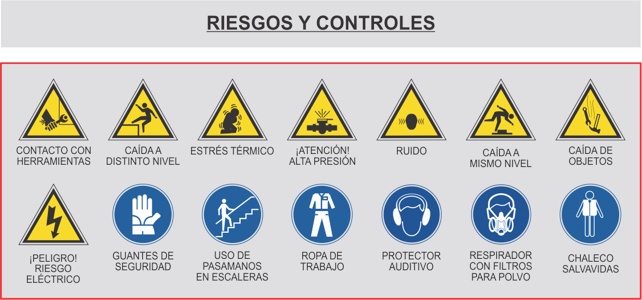 RIESGOS Y CONTROLES
CONTACTO CON
HERRAMIENTAS
CAÍDA A
DISTINTO NIVEL
ESTRÉS TÉRMICO
¡ATENCIÓN!
ALTA PRESIÓN
RUIDO
CAÍDA A
MISMO NIVEL
CAÍDA DE
OBJETOS
¡PELIGRO!
RIESGO
ELÉCTRICO
GUANTES DE
SEGURIDAD
USO DE
PASAMANOS
EN ESCALERAS
ROPA DE
TRABAJO
PROTECTOR
AUDITIVO
RESPIRADOR
CON FILTROS
PARA POLVO
CHALECO
SALVAVIDAS